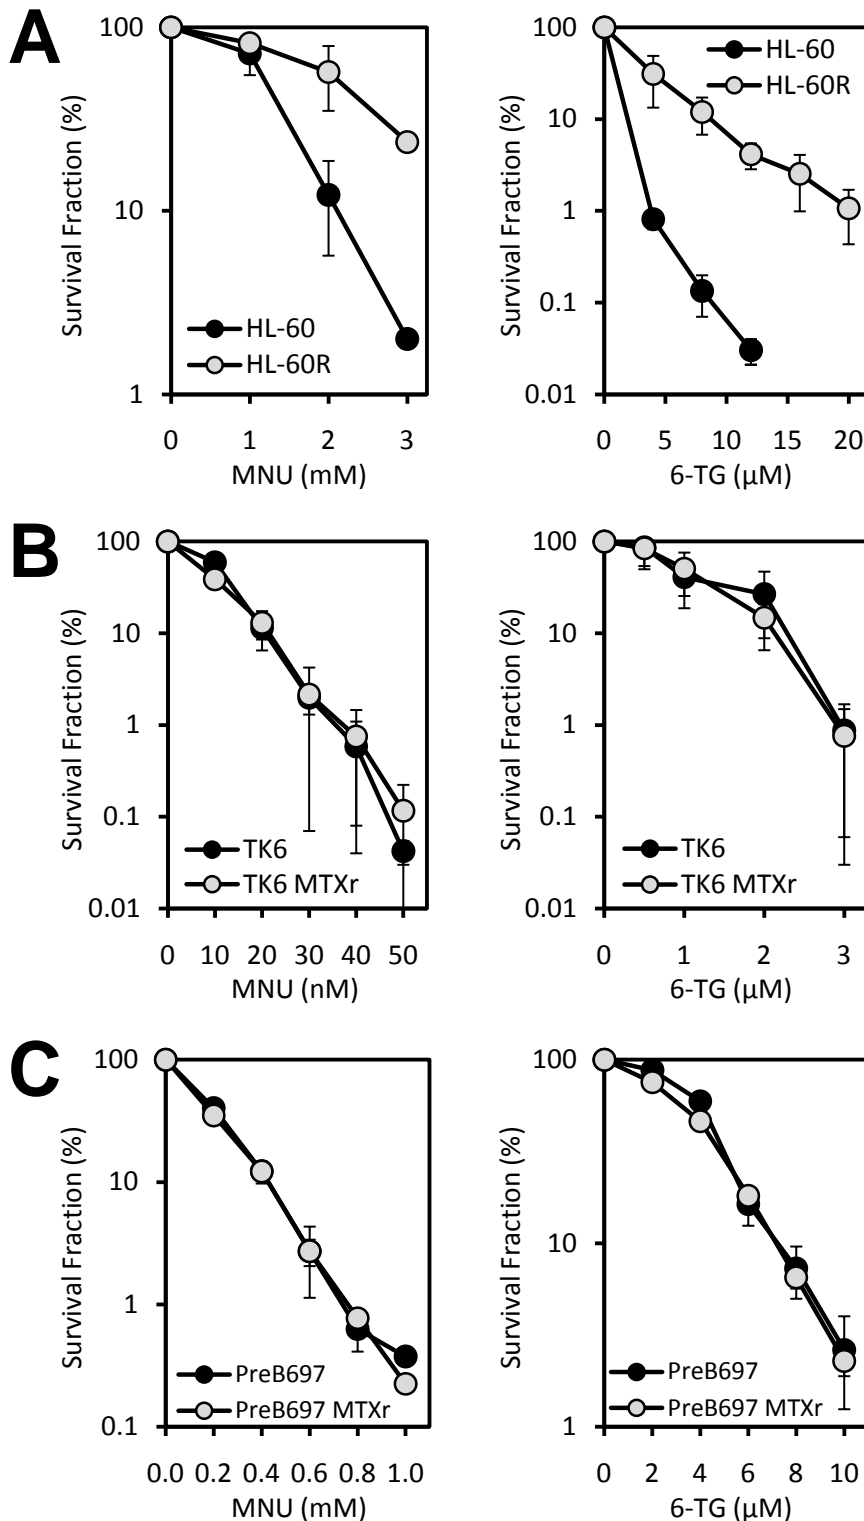 A
Survival Fraction (%)
100
10
1
HL-60
HL-60R
0 1 2 3
MNU (mM)
Survival Fraction (%)
100
10
1
0.1
0.01
HL-60
HL-60R
0 5 10 15 20
6-TG (μM)
B
Survival Fraction (%)
100
10
1
0.1
0.01
TK6
TK6 MTXr
0 10 20 30 40 50
MNU (nM)
Survival Fraction (%)
100
10
1
0.1
0.01
TK6
TK6 MTXr
0 1 2 3
6-TG (μM)
C
Survival Fraction (%)
100
10
1
0.1
PreB697
PreB697 MTXr
0.0 0.2 0.4 0.6 0.8 1.0
MNU (mM)
Survival Fraction (%)
100
10
1
PreB697
PreB697 MTXr
0 2 4 6 8 10
6-TG (μM)